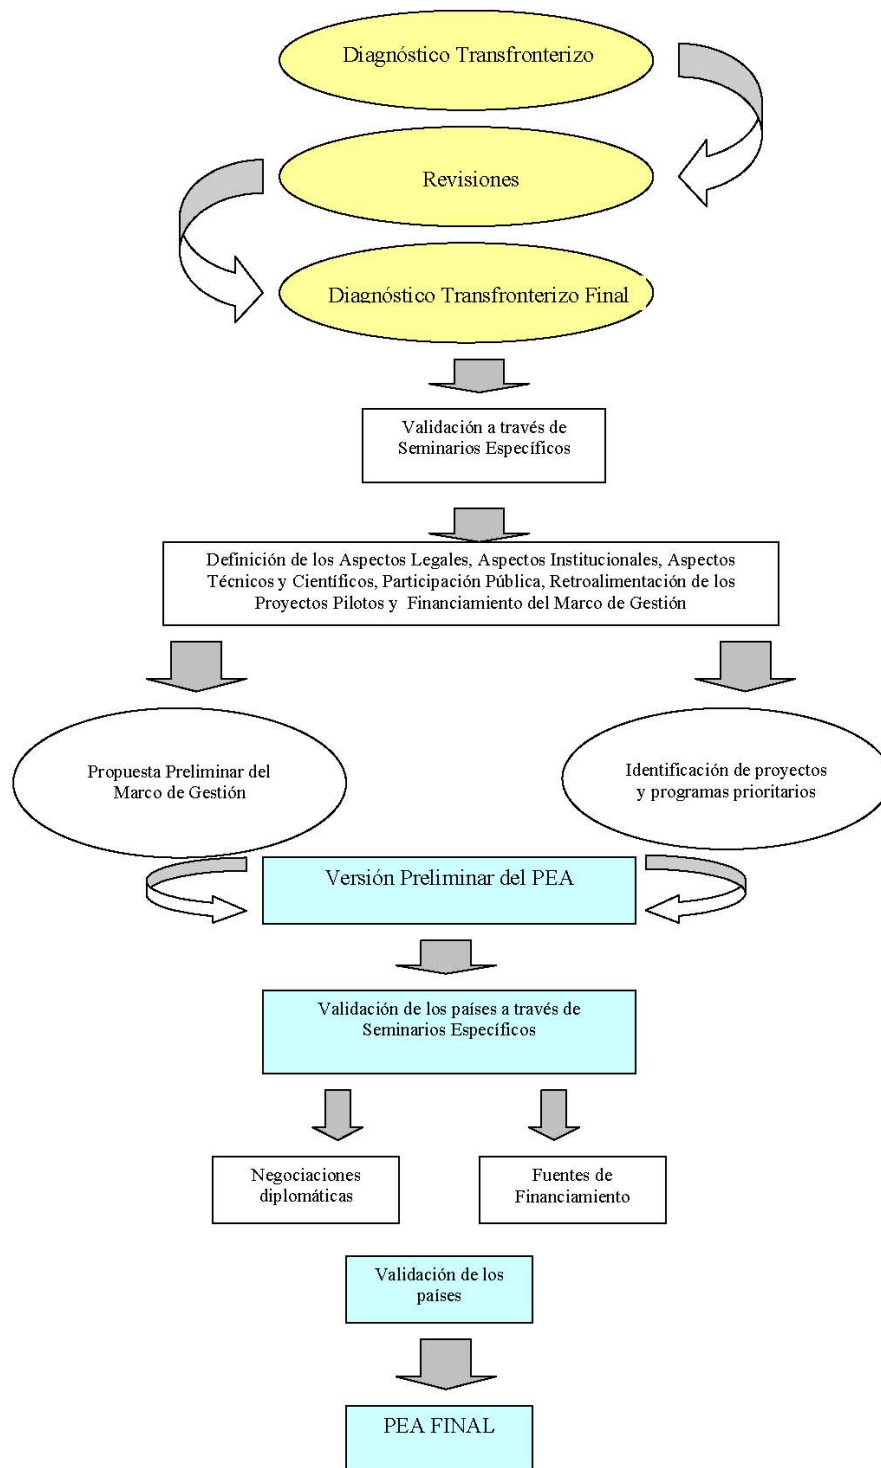 Diagnóstico Transfronterizo
Revisiones
Diagnóstico Transfronterizo Final
Validación a través de
Seminarios Específicos
Definición de los Aspectos Legales, Aspectos Institucionales, Aspectos
Técnicos y Científicos, Participación Pública, Retroalimentación de los
Proyectos Pilotos y Financiamiento del Marco de Gestión
Propuesta Preliminar del
Marco de Gestión
Identificación de proyectos
y programas prioritarios
Versión Preliminar del PEA
Validación de los países a través de
Seminarios Específicos
Negociaciones
diplomáticas
Fuentes de
Financiamiento
Validación de los
países
PEA FINAL